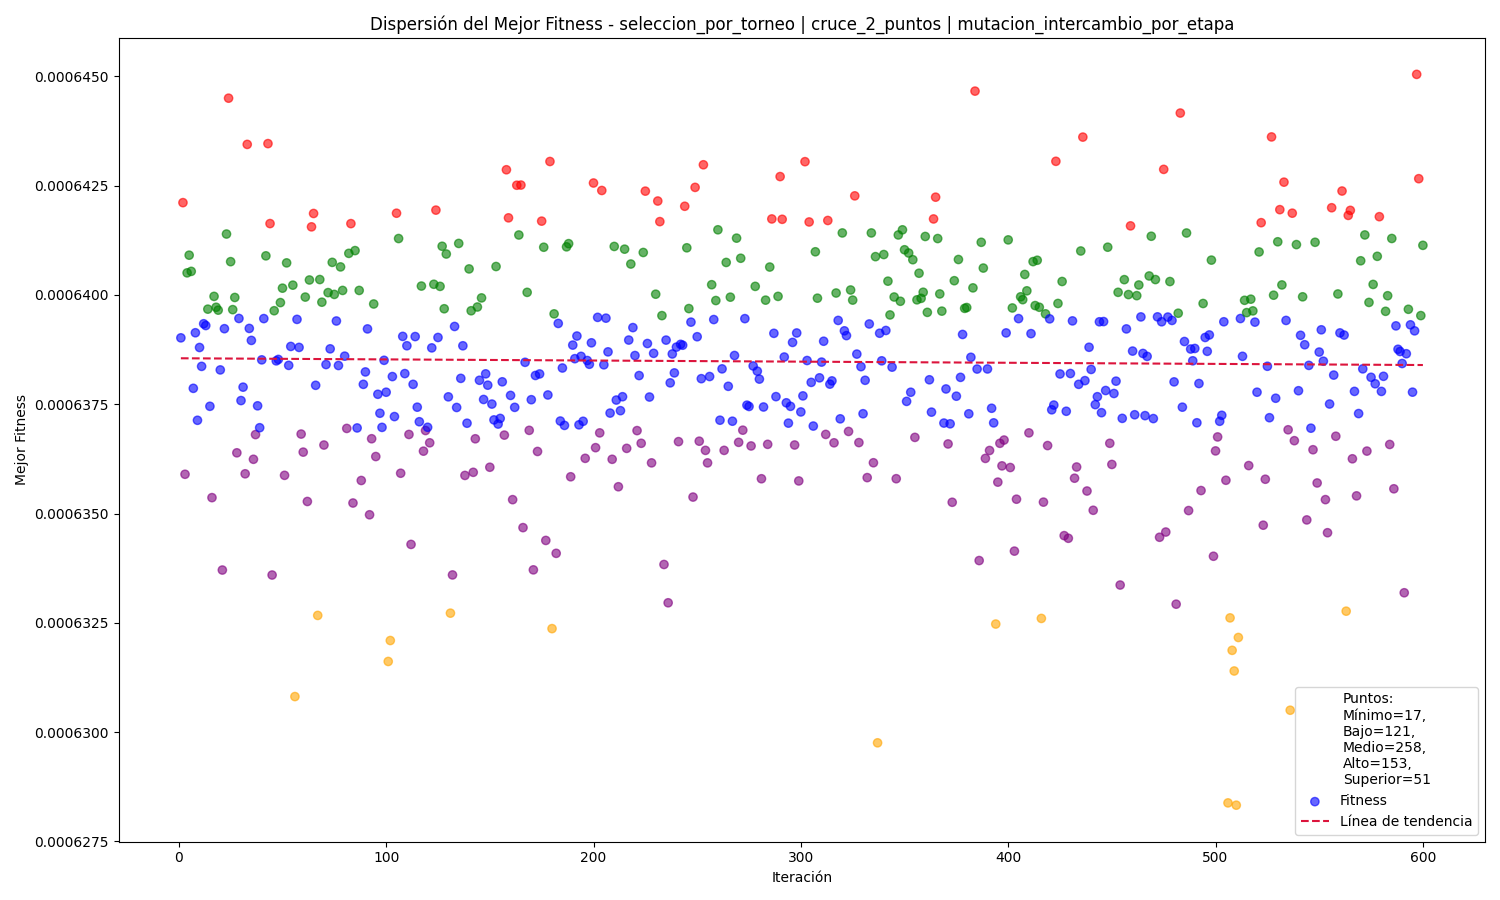 Dispersión del Mejor Fitness - seleccion_por_torneo | cruce_2_puntos | mutacion_intercambio_por_etapa
Mejor Fitness
0.0006450
0.0006425
0.0006400
0.0006375
0.0006350
0.0006325
0.0006300
0.0006275
Puntos:
Mínimo=17,
Bajo=121,
Medio=258,
Alto=153,
Superior=51
Fitness
Línea de tendencia
0 100 200 300 400 500 600
Iteración